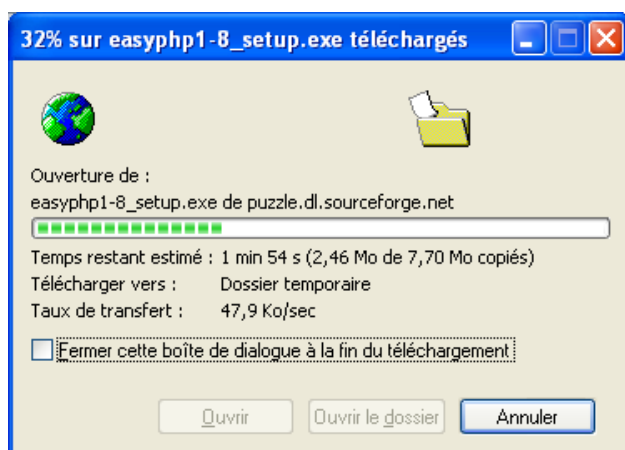 32% sur easyphp1-8_setup.exe téléchargés
Ouverture de :
easyphp1-8_setup.exe de puzzle.dl.sourceforge.net
Temps restant estimé : 1 min 54 s (2,46 Mo de 7,70 Mo copiés)
Télécharger vers : Dossier temporaire
Taux de transfert : 47,9 Ko/sec
Fermer cette boîte de dialogue à la fin du téléchargement
Ouvrir Ouvrir le dossier Annuler